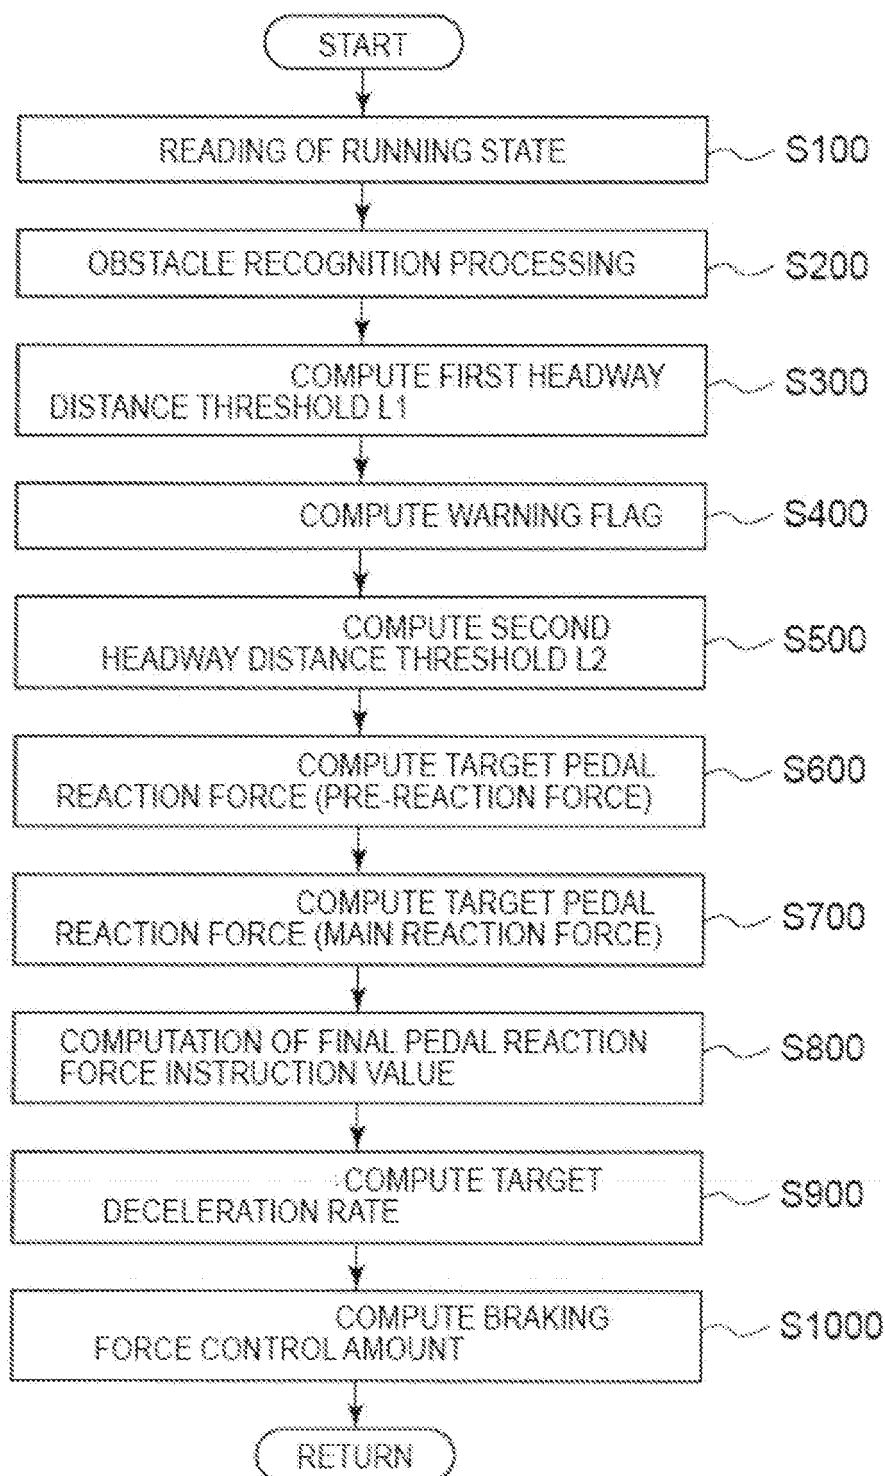 START
READING OF RUNNING STATE
S100
OBSTACLE RECOGNITION PROCESSING
S200
COMPUTE FIRST HEADWAY
DISTANCE THRESHOLD L1
S300
COMPUTE WARNING FLAG
S400
COMPUTE SECOND
HEADWAY DISTANCE THRESHOLD L2
S500
COMPUTE TARGET PEDAL
REACTION FORCE (PRE-REACTION FORCE)
S600
COMPUTE TARGET PEDAL
REACTION FORCE (MAIN REACTION FORCE)
S700
COMPUTATION OF FINAL PEDAL REACTION
FORCE INSTRUCTION VALUE
S800
COMPUTE TARGET
DECELERATION RATE
S900
COMPUTE BRAKING
FORCE CONTROL AMOUNT
S1000
RETURN